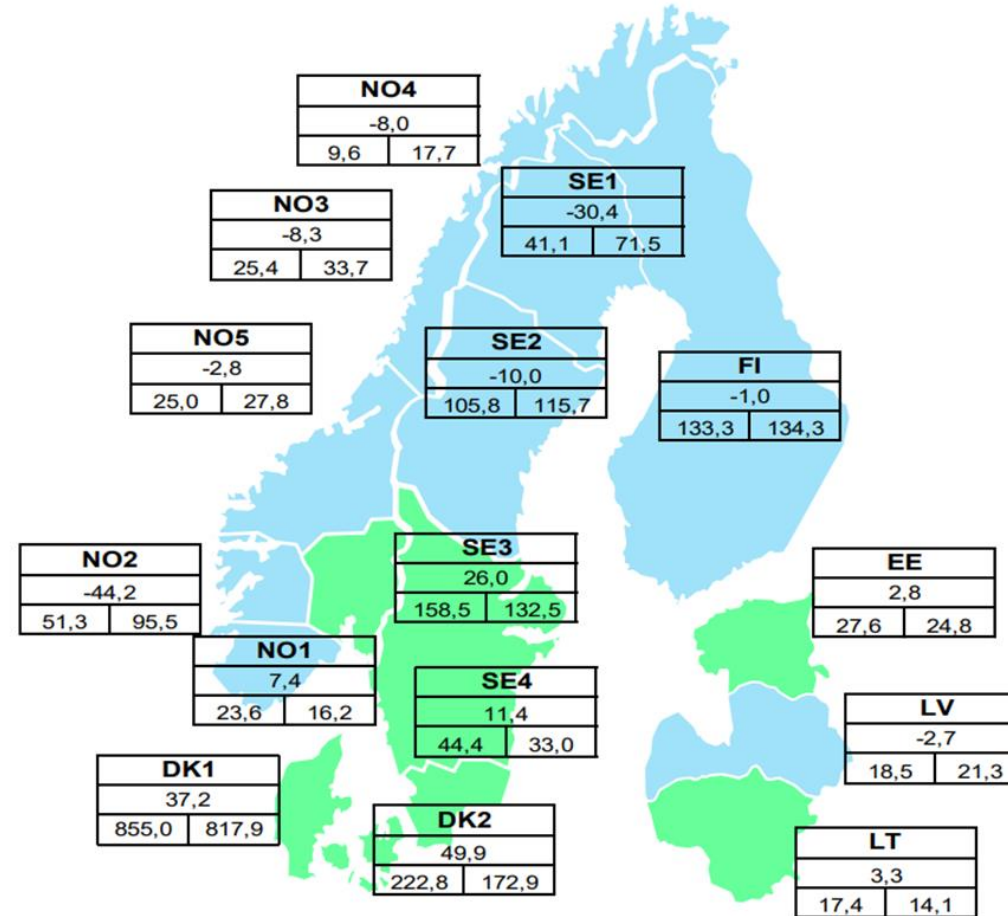 NO4
-8,0
9,6 17,7
SE1
-30,4
41,1 71,5
NO3
-8,3
25,4 33,7
NO5
-2,8
25,0 27,8
SE2
-10,0
105,8 115,7
FI
-1,0
133,3 134,3
NO2
-44,2
51,3 95,5
SE3
26,0
158,5 132,5
EE
2,8
27,6 24,8
NO1
7,4
23,6 16,2
SE4
11,4
44,4 33,0
LV
-2,7
18,5 21,3
DK1
37,2
855,0 817,9
DK2
49,9
222,8 172,9
LT
3,3
17,4 14,1